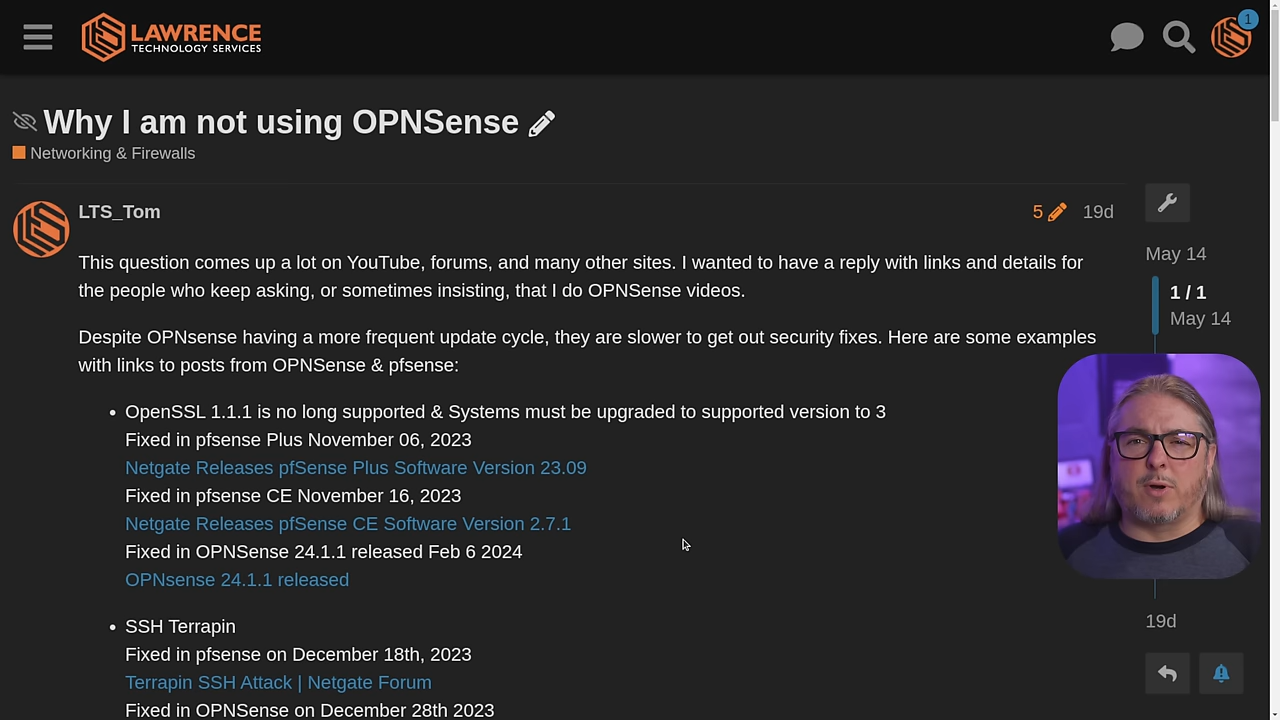 LAWRENCE
TECHNOLOGY SERVICES
1
Why I am not using OPNSense
Networking & Firewalls
LTS_Tom
5
19d
This question comes up a lot on YouTube, forums, and many other sites. I wanted to have a reply with links and details for
the people who keep asking, or sometimes insisting, that I do OPNSense videos.
Despite OPNsense having a more frequent update cycle, they are slower to get out security fixes. Here are some examples
with links to posts from OPNSense & pfsense:
• OpenSSL 1.1.1 is no long supported & Systems must be upgraded to supported version to 3
Fixed in pfsense Plus November 06, 2023
Netgate Releases pfSense Plus Software Version 23.09
Fixed in pfsense CE November 16, 2023
Netgate Releases pfSense CE Software Version 2.7.1
Fixed in OPNSense 24.1.1 released Feb 6 2024
OPNsense 24.1.1 released
• SSH Terrapin
Fixed in pfsense on December 18th, 2023
Terrapin SSH Attack | Netgate Forum
Fixed in OPNSense on December 28th 2023
May 14
1 / 1
May 14
19d